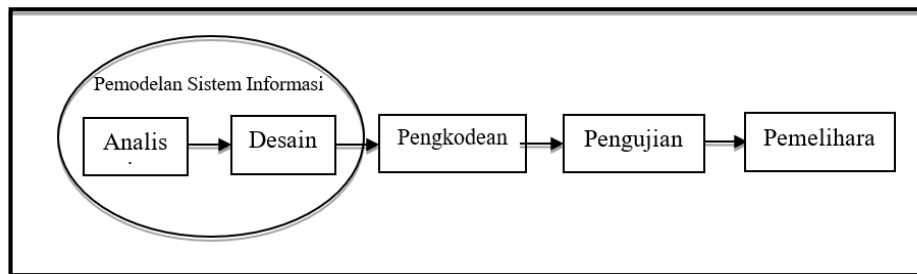 Pemodelan Sistem Informasi
Analis
Desain
Pengkodean
Pengujian
Pemelihara